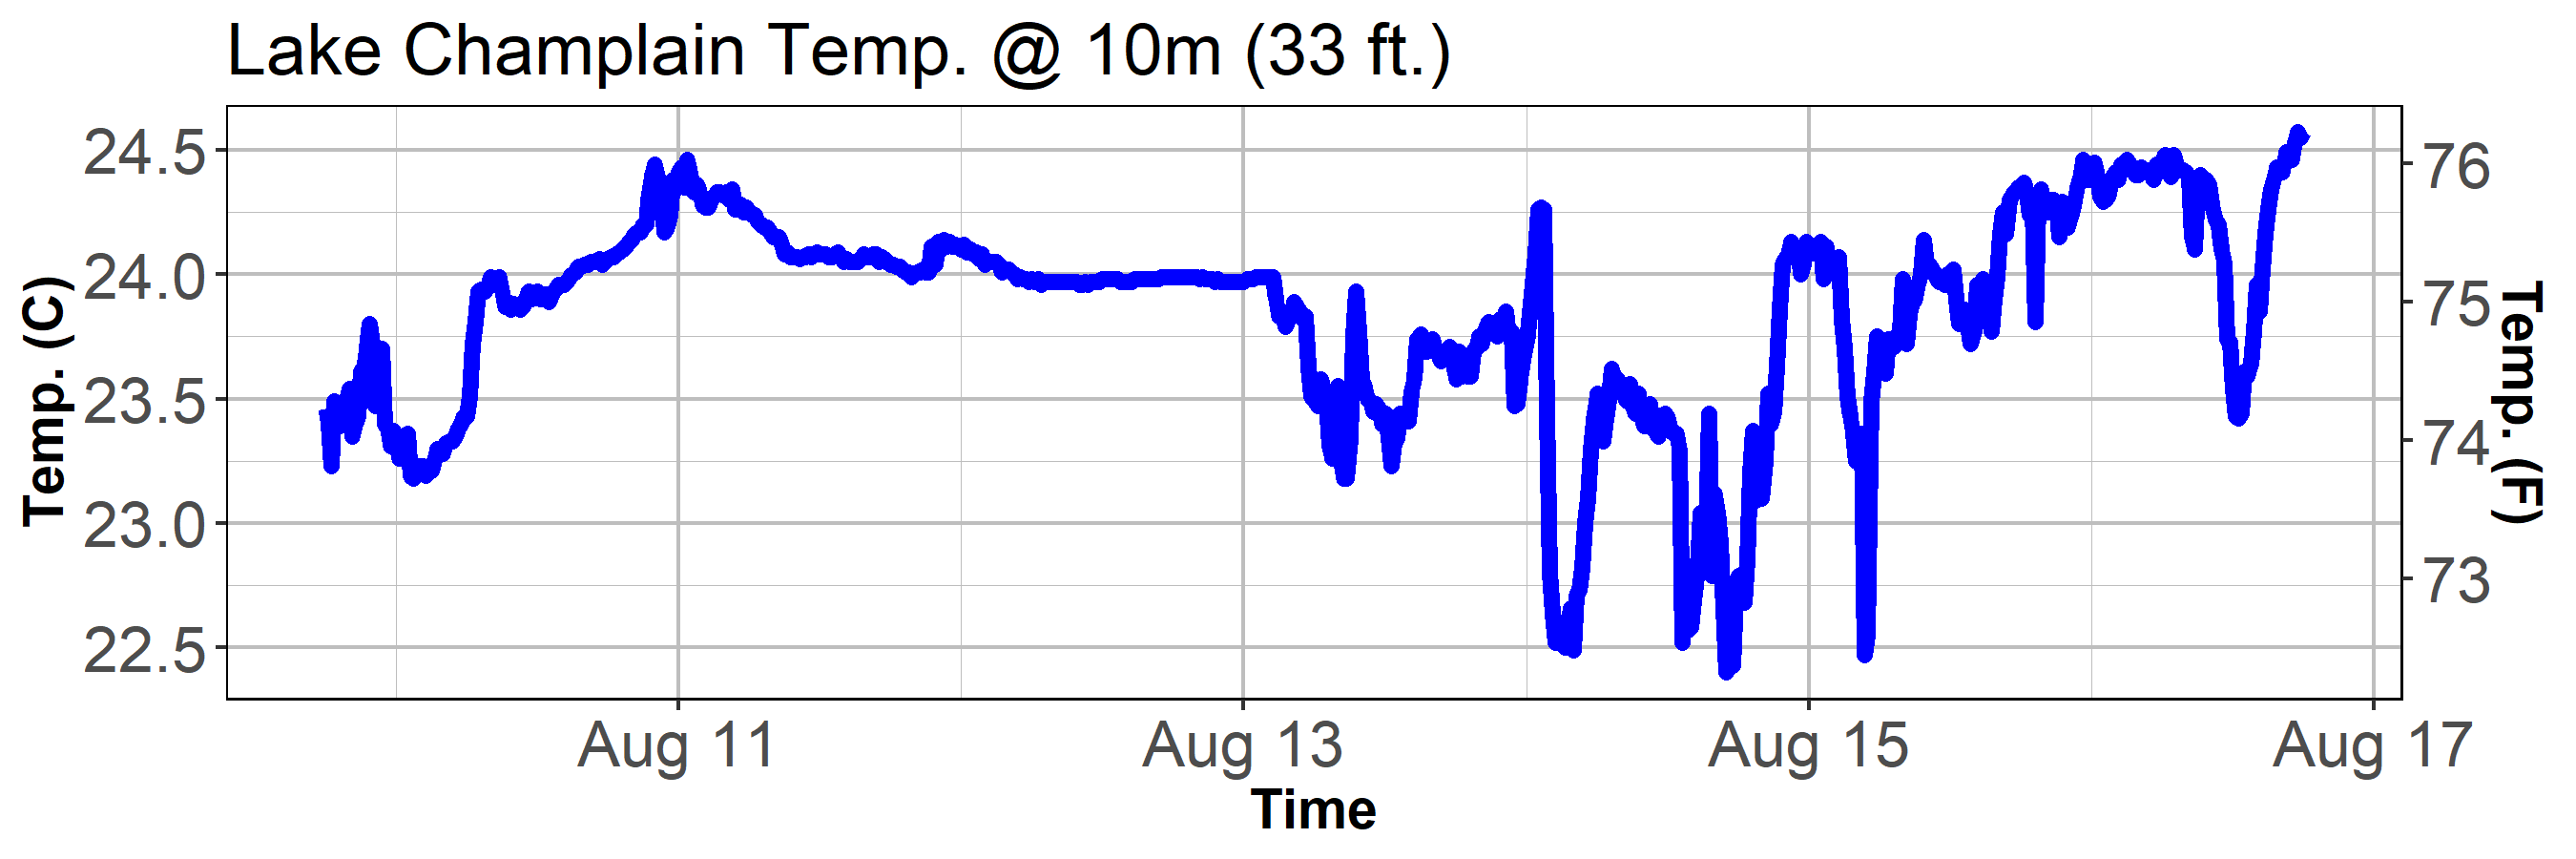 Lake Champlain Temp. @ 10m (33 ft.)
Temp. (C)
24.5
24.0
23.5
23.0
22.5
76
75
74
73
Temp. (F)
Aug 11 Aug 13 Aug 15 Aug 17
Time